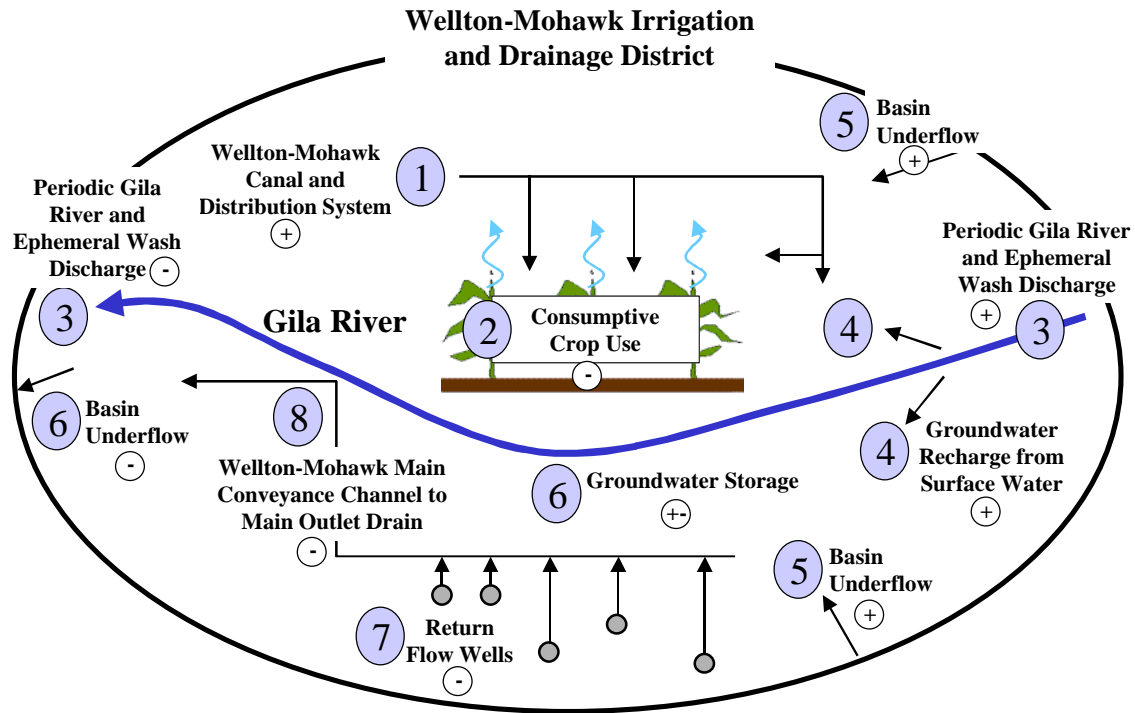 Wellton-Mohawk Irrigation
and Drainage District
5
Basin
Underflow
+
Wellton-Mohawk
Canal and
Distribution System
+
1
Periodic Gila
River and
Ephemeral Wash
Discharge -
3
Periodic Gila River
and Ephemeral
Wash Discharge
+
3
Gila River
2
Consumptive
Crop Use
-
4
6
Basin
Underflow
-
8
Wellton-Mohawk Main
Conveyance Channel to
Main Outlet Drain
-
4
Groundwater
Recharge from
Surface Water
+
6
Groundwater Storage
+-
5
Basin
Underflow
+
7
Return
Flow Wells
-